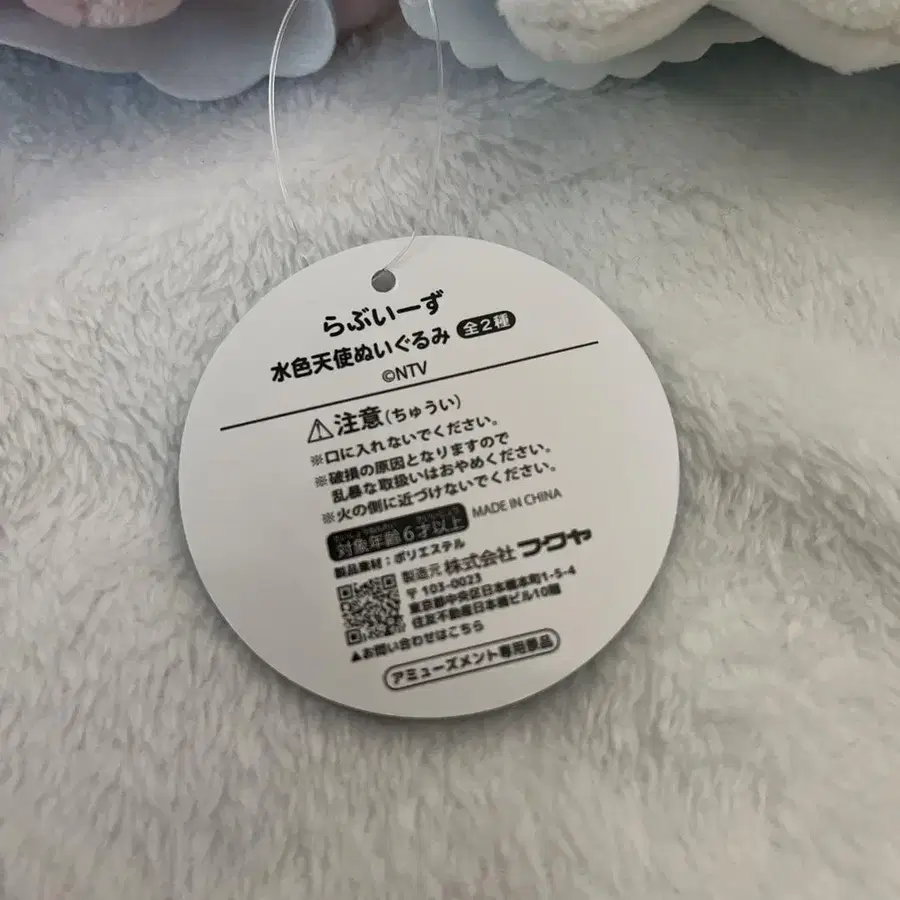 らぶいーず
水色天使ぬいぐるみ 全2種
©NTV
⚠注意(ちゅうい)
※口に入れないでください。
※破損の原因となりますので
乱暴な取扱いはおやめください。
※火の側に近づけないでください。
対象年齢6才以上 MADE IN CHINA
製品素材：ポリエステル
製造元 株式会社 フクヤ
〒103-0023
東京都中央区日本橋本町1-5-4
住友不動産日本橋ビル10階
▲お問い合わせはこちら
アミューズメント専用景品